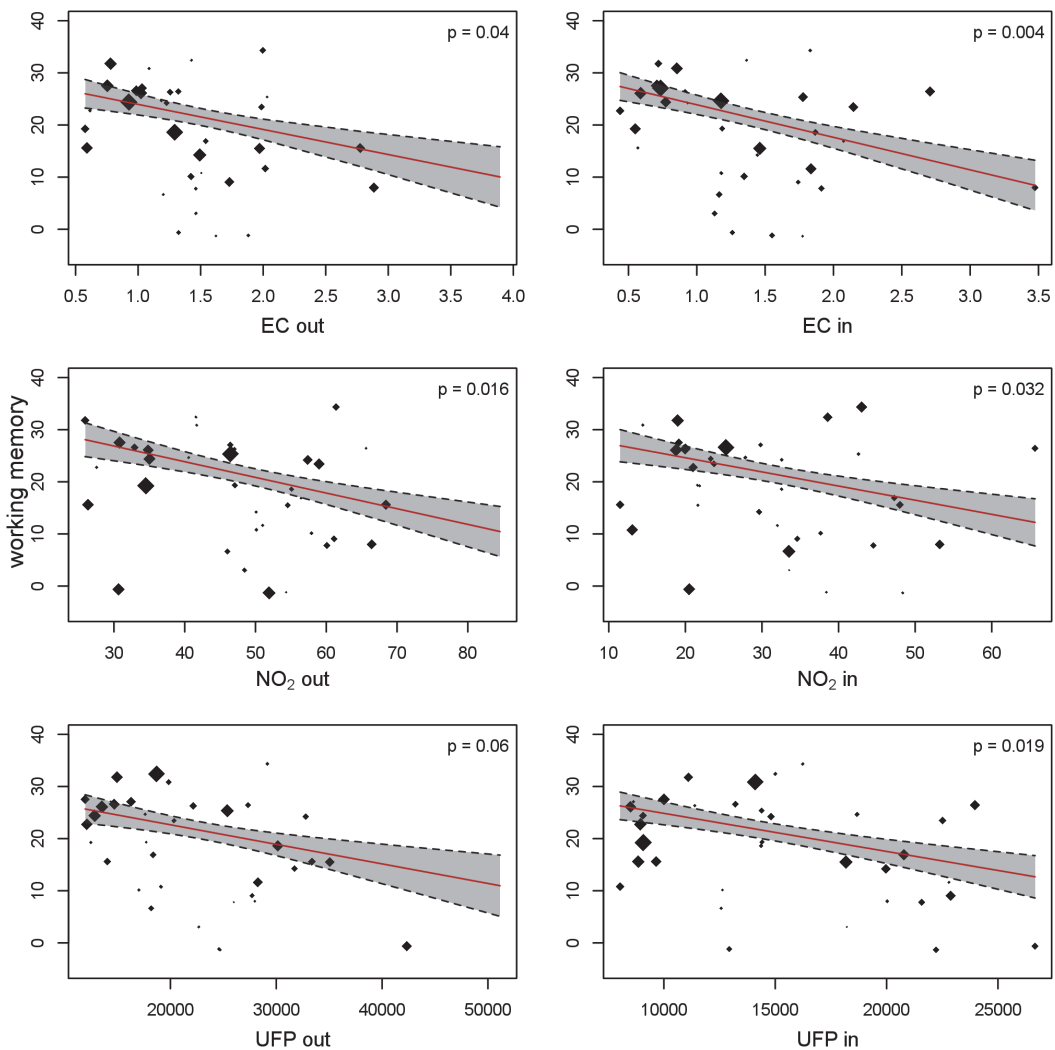 p = 0.04
40
30
20
10
0
0.5 1.0 1.5 2.0 2.5 3.0 3.5 4.0
EC out
p = 0.004
40
30
20
10
0
0.5 1.0 1.5 2.0 2.5 3.0 3.5
EC in
working memory
p = 0.016
40
30
20
10
0
30 40 50 60 70 80
NO₂ out
p = 0.032
40
30
20
10
0
10 20 30 40 50 60
NO₂ in
p = 0.06
40
30
20
10
0
20000 30000 40000 50000
UFP out
p = 0.019
40
30
20
10
0
10000 15000 20000 25000
UFP in